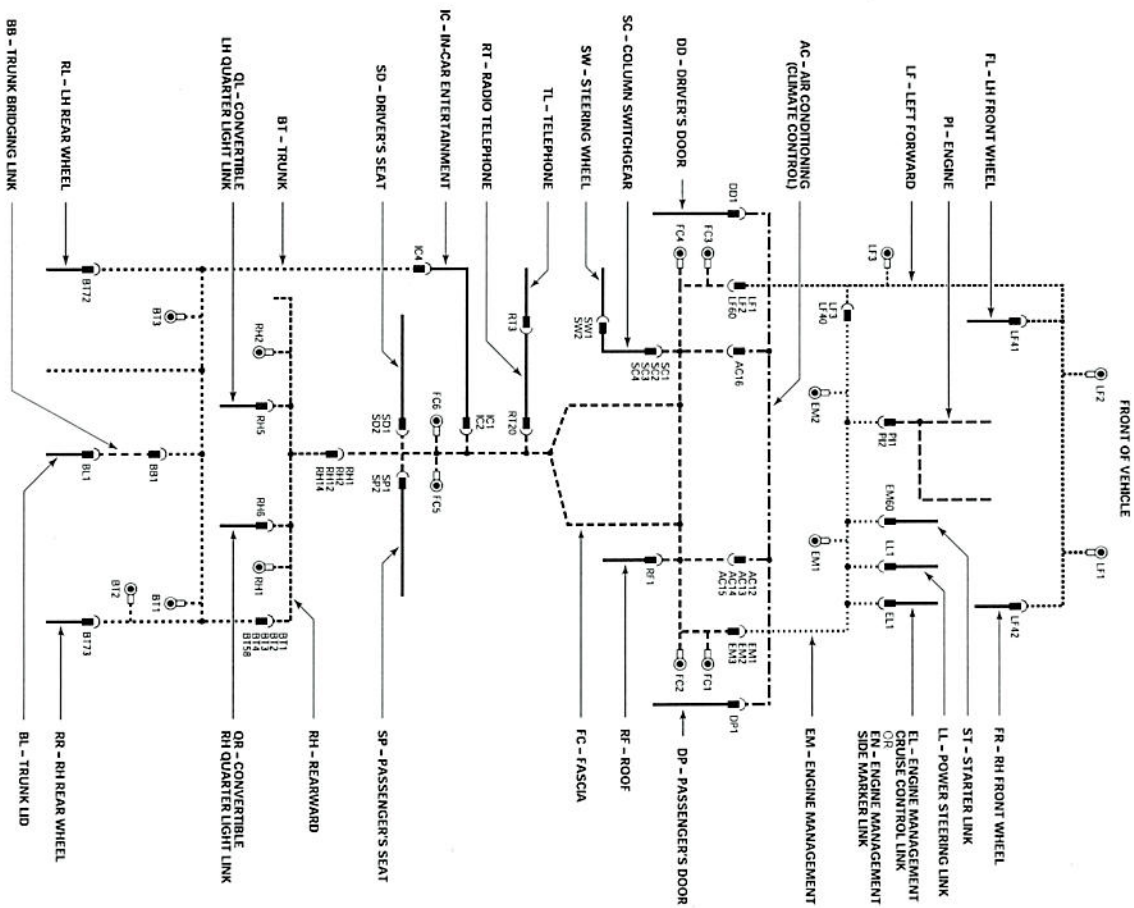 FRONT OF VEHICLE
FL – LH FRONT WHEEL
PI – ENGINE
LF – LEFT FORWARD
AC – AIR CONDITIONING
(CLIMATE CONTROL)
DD – DRIVER'S DOOR
SC – COLUMN SWITCHGEAR
SW – STEERING WHEEL
TL – TELEPHONE
RT – RADIO TELEPHONE
IC – IN-CAR ENTERTAINMENT
SD – DRIVER'S SEAT
BT – TRUNK
QL – CONVERTIBLE
LH QUARTER LIGHT LINK
RL – LH REAR WHEEL
BB – TRUNK BRIDGING LINK
LF2
LF1
LF41
LF42
LF3
PI1
PI2
EM60
LL1
EL1
LF3
LF40
EM2
EM1
LF1
LF2
LF60
AC16
AC12
AC13
AC14
AC15
EM1
EM2
EM3
DD1
FC3
FC4
DP1
FC1
FC2
SC1
SC2
SC3
SC4
RF1
SW1
SW2
RT3
RT20
IC4
IC1
IC2
FC6
FC5
SD1
SD2
SP1
SP2
RH1
RH2
RH12
RH14
RH2
RH5
RH6
RH1
BT1
BT2
BT3
BT4
BT58
BT3
BT1
BT2
BB1
BT72
BL1
BT73
FR – RH FRONT WHEEL
ST – STARTER LINK
LL – POWER STEERING LINK
EL – ENGINE MANAGEMENT
CRUISE CONTROL LINK
OR
EN – ENGINE MANAGEMENT
SIDE MARKER LINK
EM – ENGINE MANAGEMENT
DP – PASSENGER'S DOOR
RF – ROOF
FC – FASCIA
SP – PASSENGER'S SEAT
RH – REARWARD
QR – CONVERTIBLE
RH QUARTER LIGHT LINK
RR – RH REAR WHEEL
BL – TRUNK LID